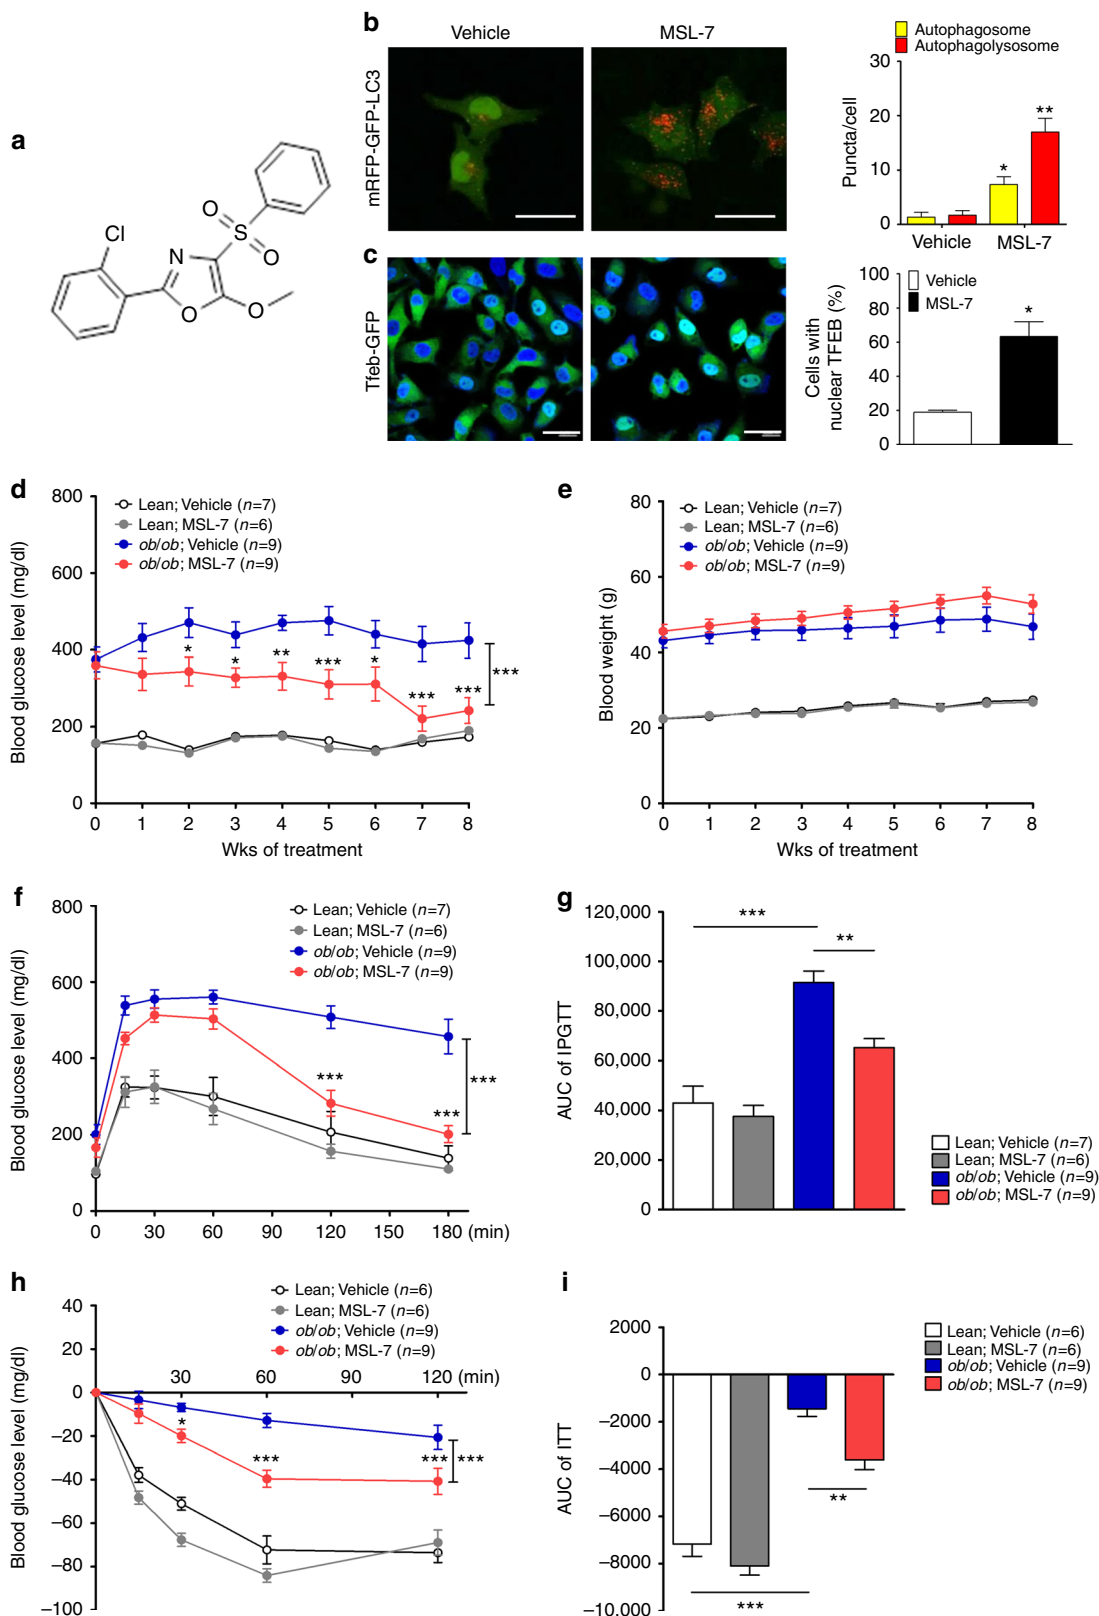 a
Cl
N
O
O
S
O
O
b
Vehicle
MSL-7
mRFP-GFP-LC3
Autophagosome
Autophagolysosome
Puncta/cell
30
20
10
0
*
**
Vehicle
MSL-7
c
Tfeb-GFP
Cells with
nuclear TFEB (%)
100
80
60
40
20
0
Vehicle
MSL-7
*
d
Blood glucose level (mg/dl)
800
600
400
200
0
Lean; Vehicle (n=7)
Lean; MSL-7 (n=6)
ob/ob; Vehicle (n=9)
ob/ob; MSL-7 (n=9)
* * ** *** * *** ***
***
0 1 2 3 4 5 6 7 8
Wks of treatment
e
Blood weight (g)
80
60
40
20
0
Lean; Vehicle (n=7)
Lean; MSL-7 (n=6)
ob/ob; Vehicle (n=9)
ob/ob; MSL-7 (n=9)
0 1 2 3 4 5 6 7 8
Wks of treatment
f
Blood glucose level (mg/dl)
800
600
400
200
0
Lean; Vehicle (n=7)
Lean; MSL-7 (n=6)
ob/ob; Vehicle (n=9)
ob/ob; MSL-7 (n=9)
*** ***
***
0 30 60 90 120 150 180 (min)
g
AUC of IPGTT
120,000
100,000
80,000
60,000
40,000
20,000
0
***
**
Lean; Vehicle (n=7)
Lean; MSL-7 (n=6)
ob/ob; Vehicle (n=9)
ob/ob; MSL-7 (n=9)
h
Blood glucose level (mg/dl)
40
20
0
−20
−40
−60
−80
−100
Lean; Vehicle (n=6)
Lean; MSL-7 (n=6)
ob/ob; Vehicle (n=9)
ob/ob; MSL-7 (n=9)
30 60 90 120 (min)
* *** *** ***
i
AUC of ITT
2000
0
−2000
−4000
−6000
−8000
−10,000
Lean; Vehicle (n=6)
Lean; MSL-7 (n=6)
ob/ob; Vehicle (n=9)
ob/ob; MSL-7 (n=9)
**
***